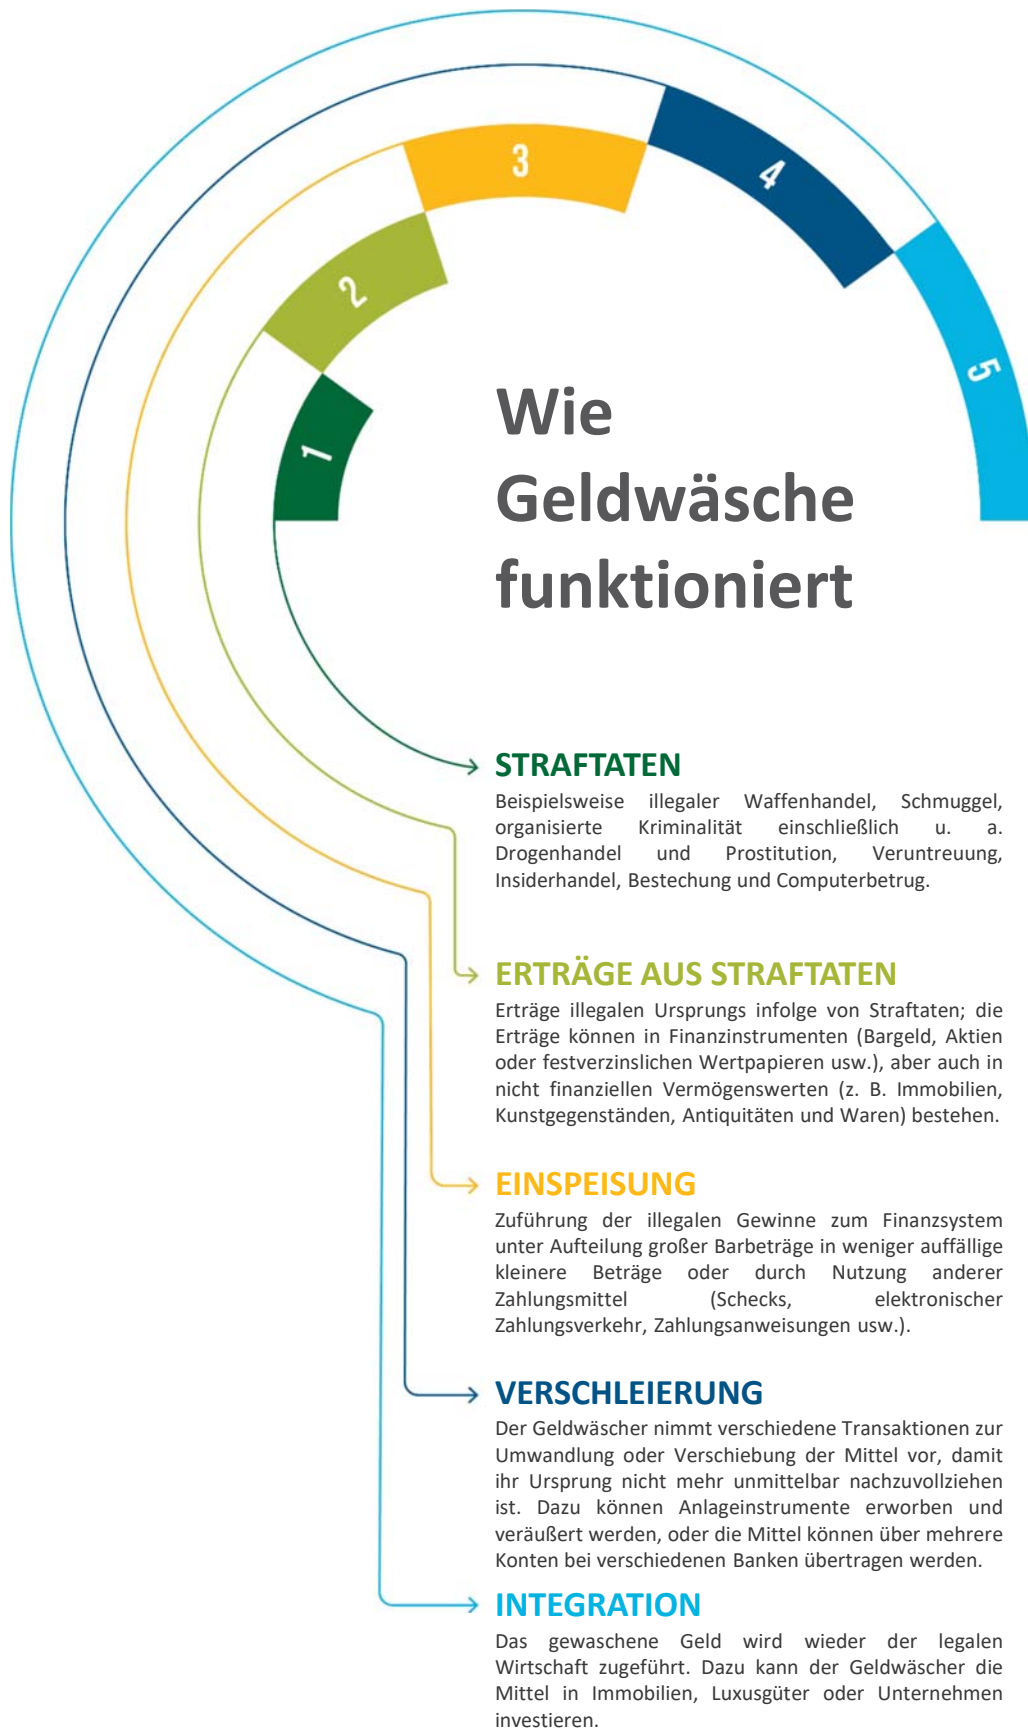 3
4
2
5
1
Wie
Geldwäsche
funktioniert
STRAFTATEN
Beispielsweise illegaler Waffenhandel, Schmuggel,
organisierte Kriminalität einschließlich u. a.
Drogenhandel und Prostitution, Veruntreuung,
Insiderhandel, Bestechung und Computerbetrug.
ERTRÄGE AUS STRAFTATEN
Erträge illegalen Ursprungs infolge von Straftaten; die
Erträge können in Finanzinstrumenten (Bargeld, Aktien
oder festverzinslichen Wertpapieren usw.), aber auch in
nicht finanziellen Vermögenswerten (z. B. Immobilien,
Kunstgegenständen, Antiquitäten und Waren) bestehen.
EINSPEISUNG
Zuführung der illegalen Gewinne zum Finanzsystem
unter Aufteilung großer Barbeträge in weniger auffällige
kleinere Beträge oder durch Nutzung anderer
Zahlungsmittel (Schecks, elektronischer
Zahlungsverkehr, Zahlungsanweisungen usw.).
VERSCHLEIERUNG
Der Geldwäscher nimmt verschiedene Transaktionen zur
Umwandlung oder Verschiebung der Mittel vor, damit
ihr Ursprung nicht mehr unmittelbar nachzuvollziehen
ist. Dazu können Anlageinstrumente erworben und
veräußert werden, oder die Mittel können über mehrere
Konten bei verschiedenen Banken übertragen werden.
INTEGRATION
Das gewaschene Geld wird wieder der legalen
Wirtschaft zugeführt. Dazu kann der Geldwäscher die
Mittel in Immobilien, Luxusgüter oder Unternehmen
investieren.